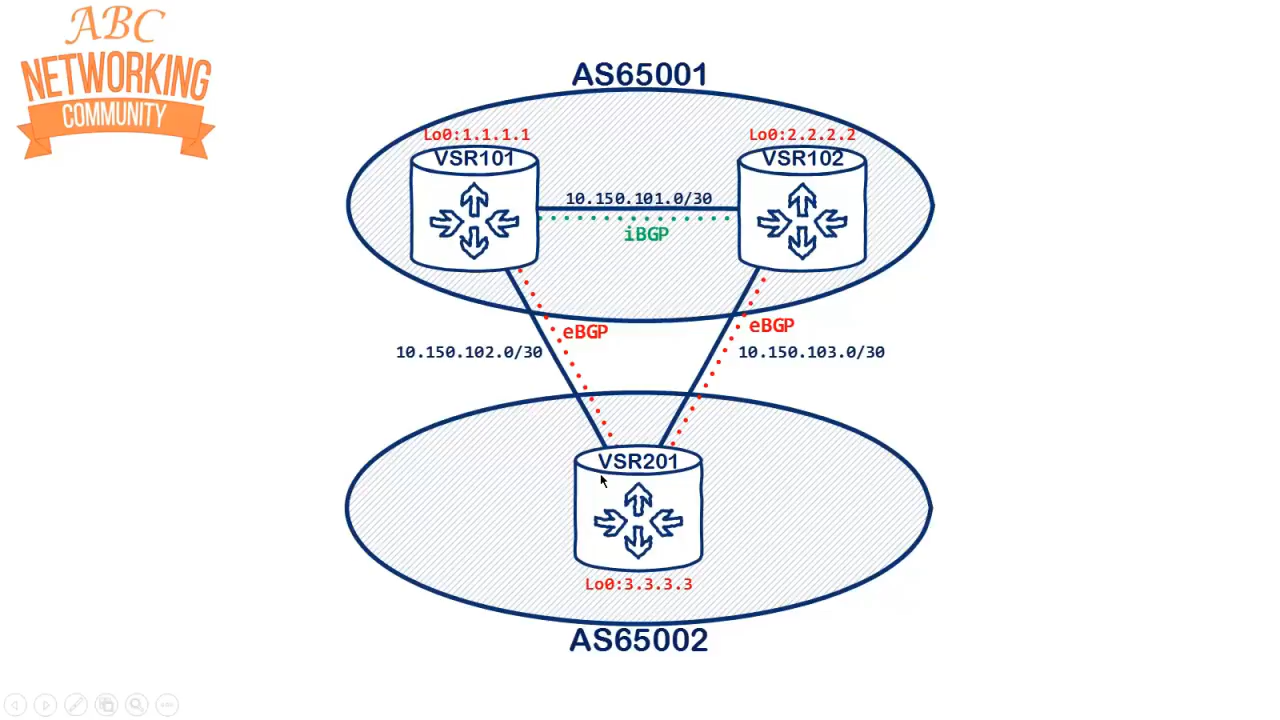 ABC
NETWORKING
COMMUNITY
AS65001
Lo0:1.1.1.1
Lo0:2.2.2.2
VSR101
VSR102
10.150.101.0/30
iBGP
eBGP
eBGP
10.150.102.0/30
10.150.103.0/30
VSR201
Lo0:3.3.3.3
AS65002